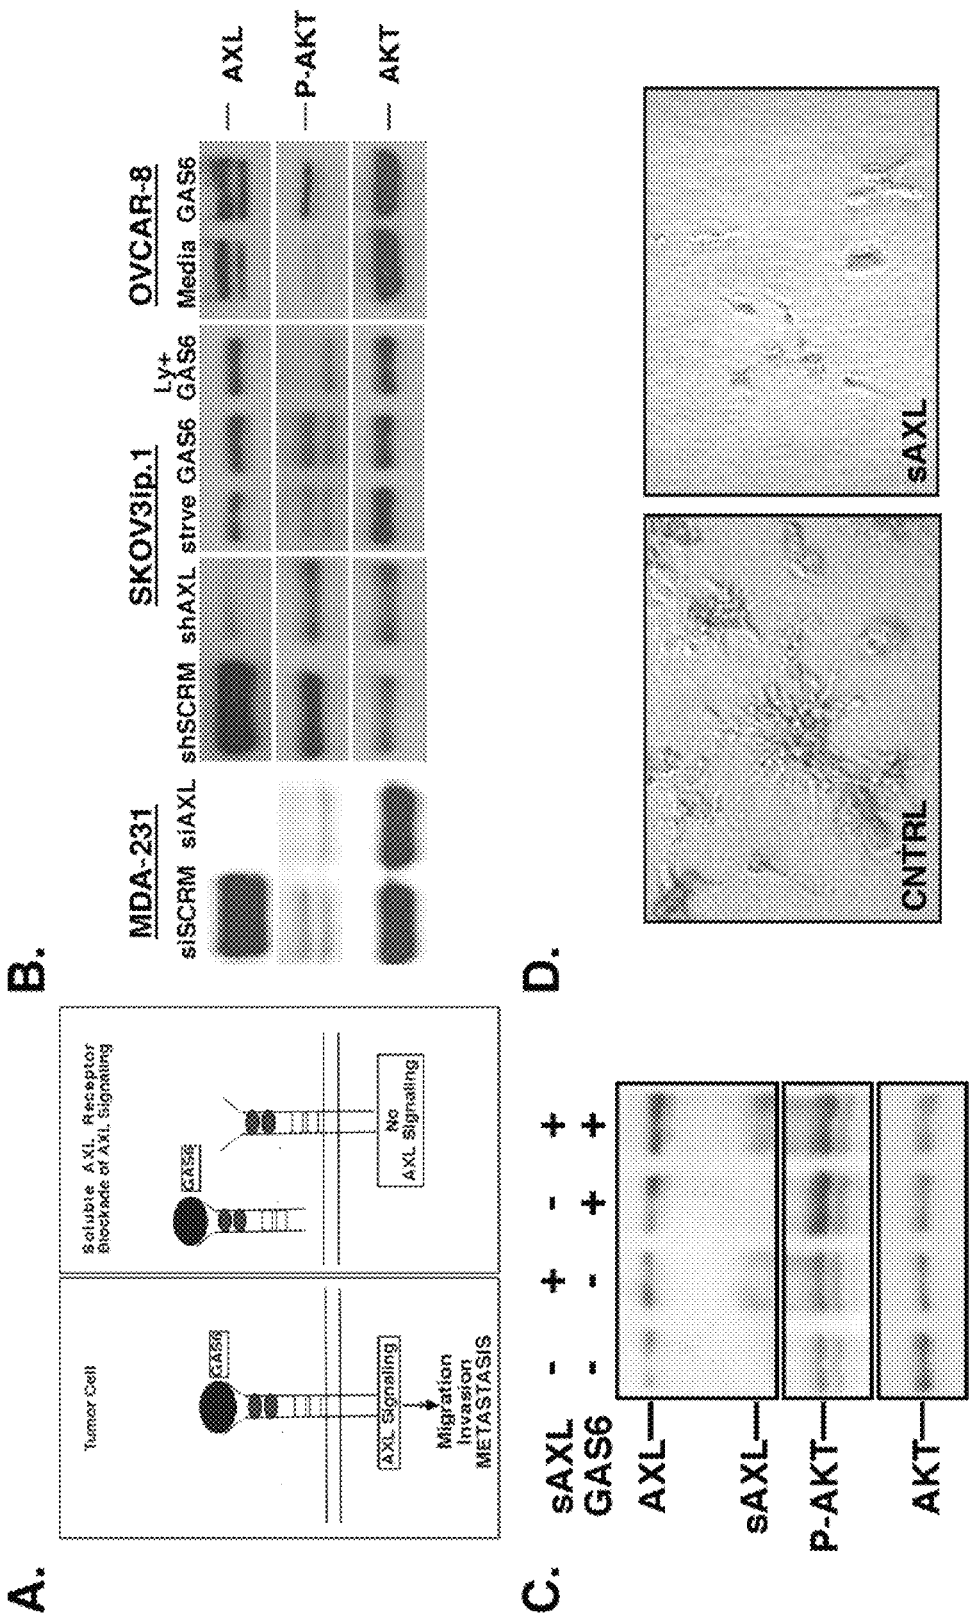 A.
Tumor Cell
GAS6
AXL Signaling
Migration
Invasion
METASTASIS
Soluble AXL Receptor
Blockade of AXL Signaling
GAS6
No
AXL Signaling
B.
MDA-231
SKOV3ip.1
OVCAR-8
siSCRM siAXL
shSCRM shAXL strve GAS6 Ly+ GAS6
Media GAS6
AXL
P-AKT
AKT
C.
sAXL - + - +
GAS6 - - + +
AXL
sAXL
P-AKT
AKT
D.
CNTRL
sAXL